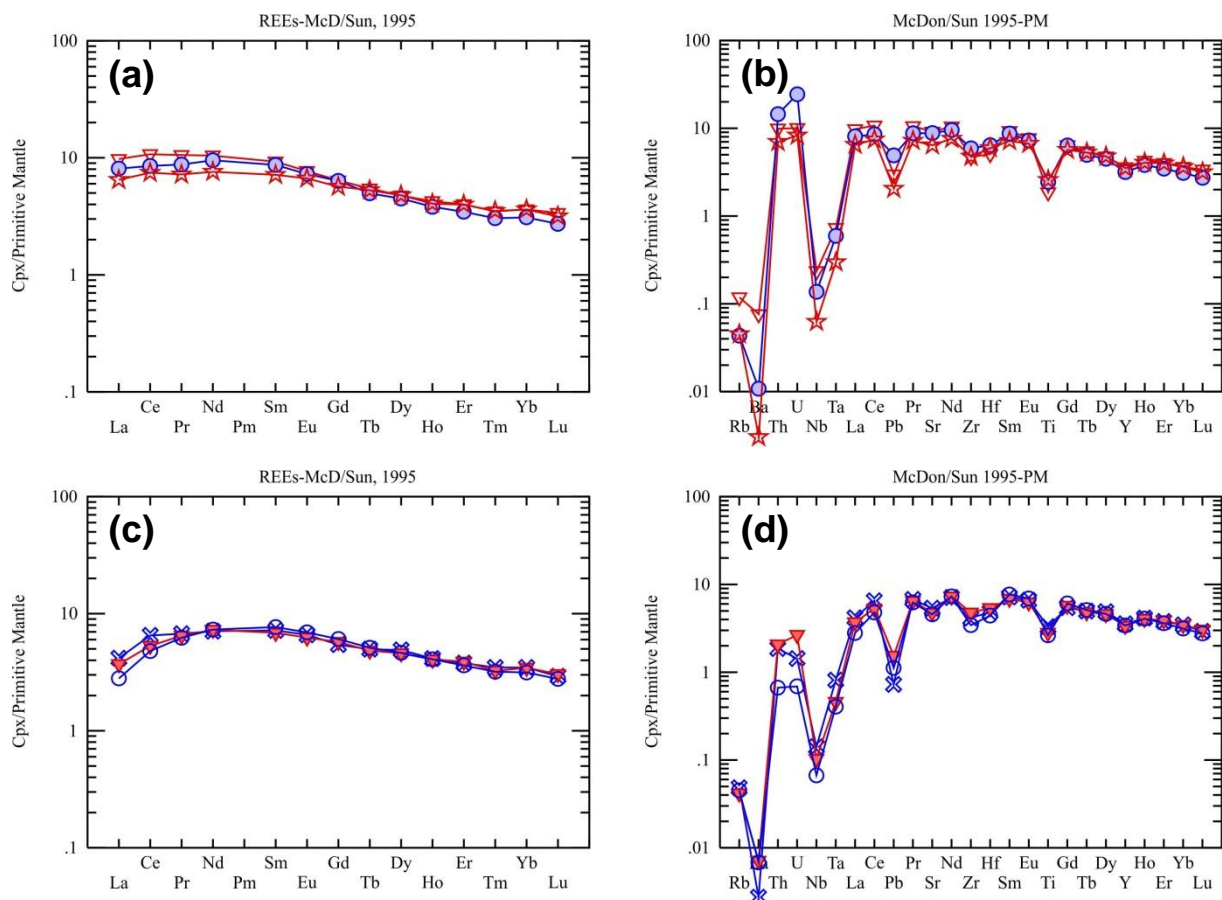 REEs-McD/Sun, 1995
(a)
100
10
1
.1
Cpx/Primitive Mantle
Ce Nd Sm Gd Dy Er Yb
La Pr Pm Eu Tb Ho Tm Lu
McDon/Sun 1995-PM
(b)
100
10
1
0.1
.01
Cpx/Primitive Mantle
Ba U Ta Ce Pr Nd Hf Eu Gd Dy Ho Yb
Rb Th Nb La Pb Sr Zr Sm Ti Tb Y Er Lu
REEs-McD/Sun, 1995
(c)
100
10
1
.1
Cpx/Primitive Mantle
Ce Nd Sm Gd Dy Er Yb
La Pr Pm Eu Tb Ho Tm Lu
McDon/Sun 1995-PM
(d)
100
10
1
0.1
.01
Cpx/Primitive Mantle
U Ta Ce Pr Nd Hf Eu Gd Dy Ho Yb
Rb Th Nb La Pb Sr Zr Sm Ti Tb Y Er Lu